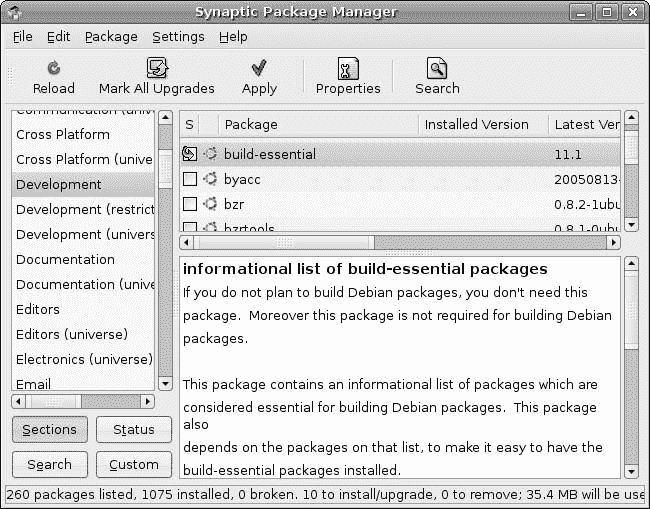 Synaptic Package Manager
File Edit Package Settings Help
Reload Mark All Upgrades Apply Properties Search
Communication (univ
Cross Platform
Cross Platform (unive
Development
Development (restrict
Development (univers
Documentation
Documentation (unive
Editors
Editors (universe)
Electronics (universe)
Email
Sections Status
Search Custom
S Package Installed Version Latest Ver
build-essential 11.1
byacc 20050813-
bzr 0.8.2-1ubu
bzrtools 0.8.1-0ubu
informational list of build-essential packages
If you do not plan to build Debian packages, you don't need this
package. Moreover this package is not required for building Debian
packages.
This package contains an informational list of packages which are
considered essential for building Debian packages. This package
also
depends on the packages on that list, to make it easy to have the
build-essential packages installed.
260 packages listed, 1075 installed, 0 broken. 10 to install/upgrade, 0 to remove; 35.4 MB will be use